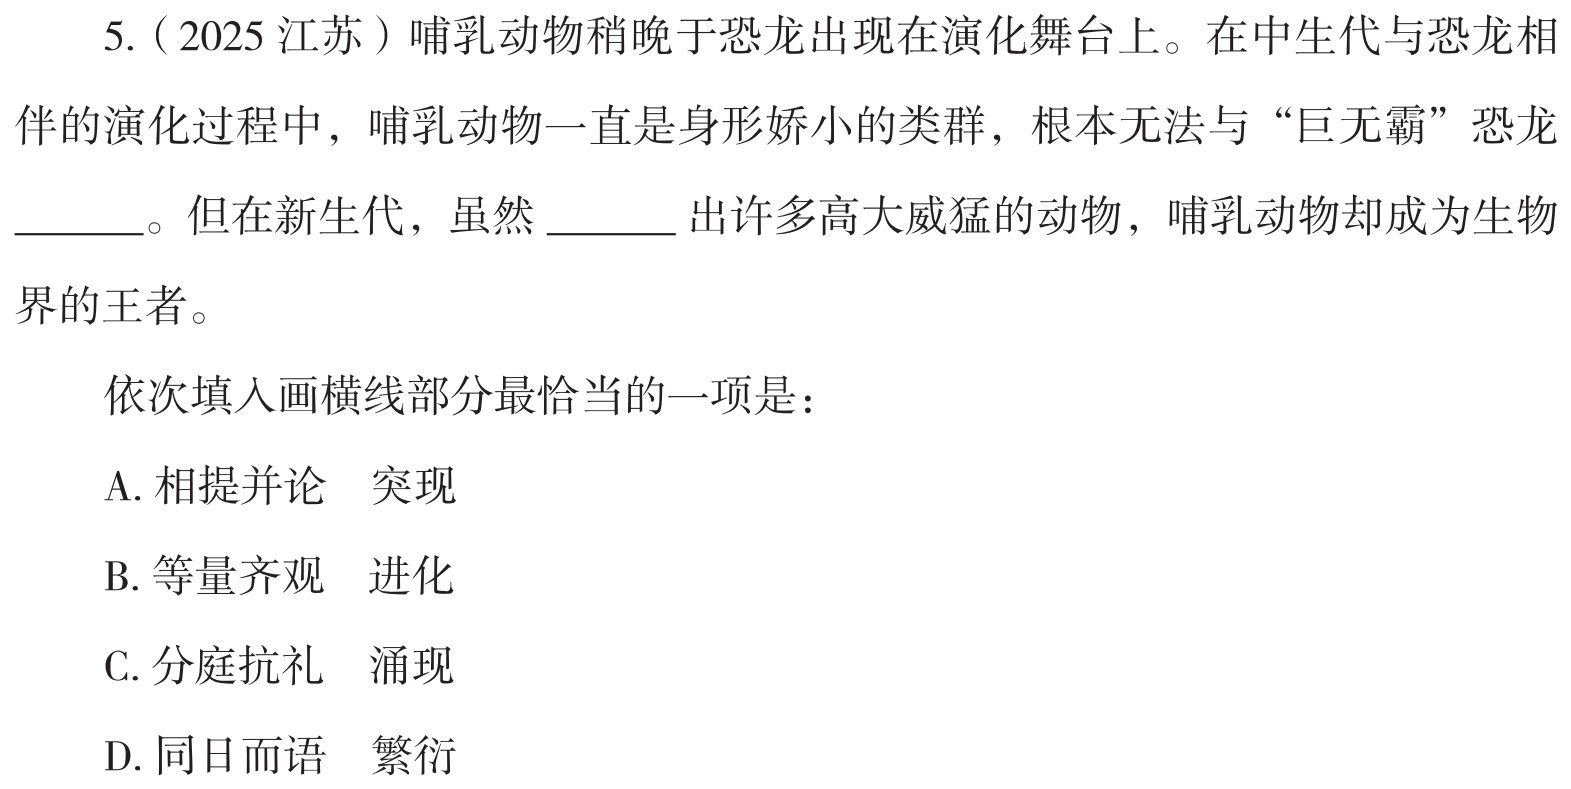 5.（2025 江苏）哺乳动物稍晚于恐龙出现在演化舞台上。在中生代与恐龙相
伴的演化过程中，哺乳动物一直是身形娇小的类群，根本无法与“巨无霸”恐龙
______。但在新生代，虽然 ______ 出许多高大威猛的动物，哺乳动物却成为生物
界的王者。
依次填入画横线部分最恰当的一项是：
A. 相提并论　突现
B. 等量齐观　进化
C. 分庭抗礼　涌现
D. 同日而语　繁衍